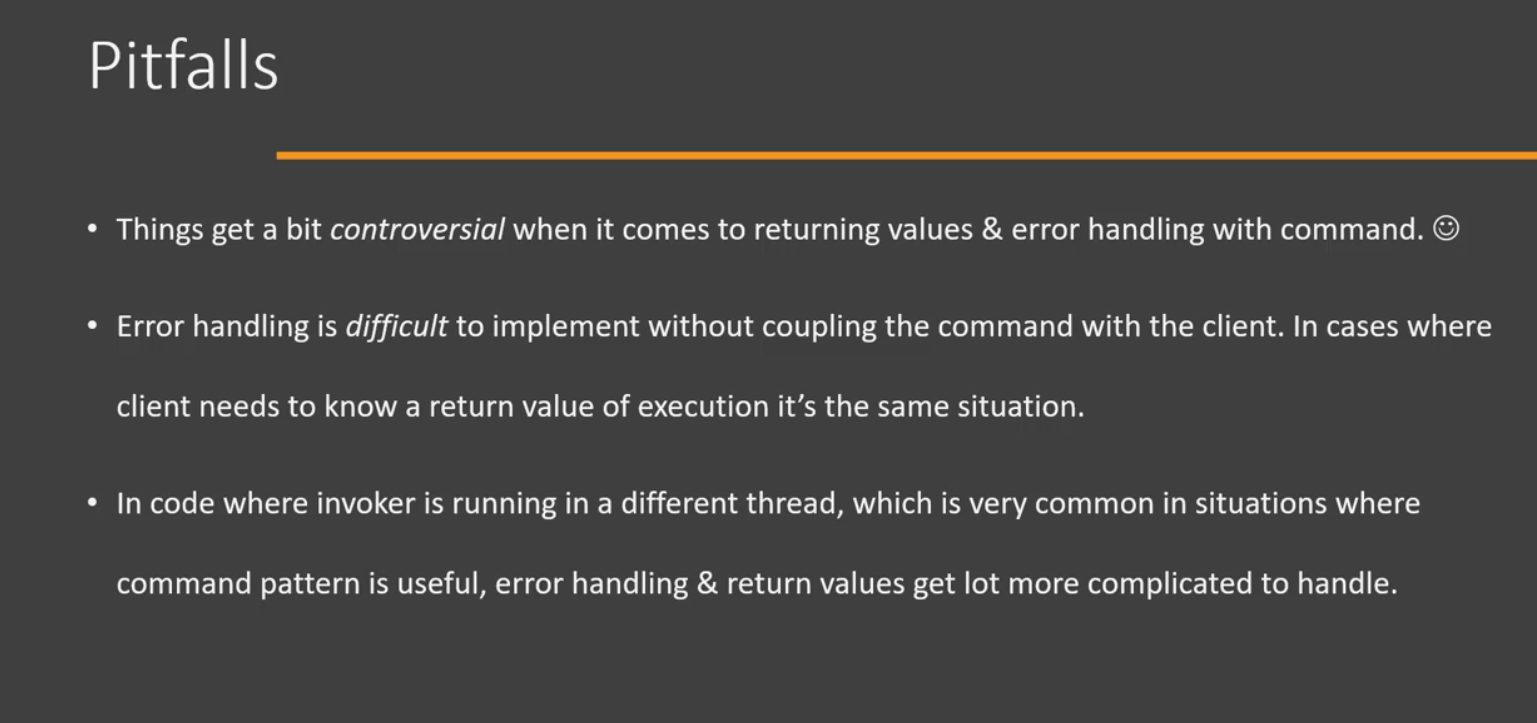 Pitfalls
• Things get a bit controversial when it comes to returning values & error handling with command. ☺
• Error handling is difficult to implement without coupling the command with the client. In cases where
client needs to know a return value of execution it’s the same situation.
• In code where invoker is running in a different thread, which is very common in situations where
command pattern is useful, error handling & return values get lot more complicated to handle.